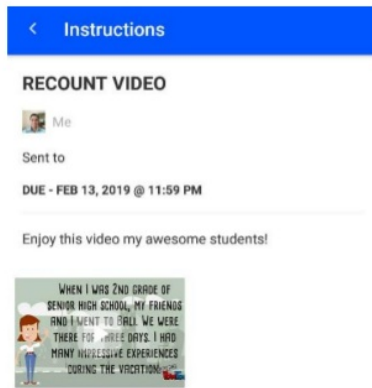 Instructions
RECOUNT VIDEO
Me
Sent to
DUE - FEB 13, 2019 @ 11:59 PM
Enjoy this video my awesome students!
WHEN I WAS 2ND GRADE OF
SENIOR HIGH SCHOOL, MY FRIENDS
AND I WENT TO BALI. WE WERE
THERE FOR THREE DAYS. I HAD
MANY IMPRESSIVE EXPERIENCES
DURING THE VACATION.